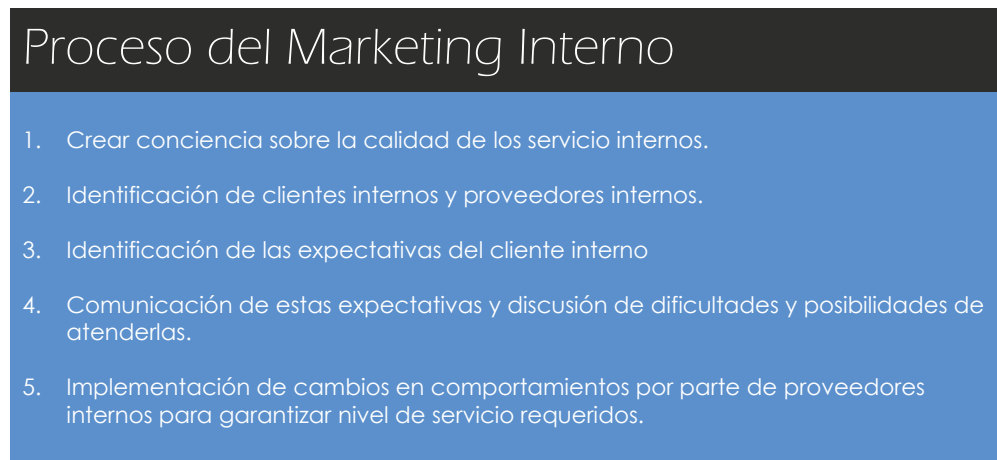 Proceso del Marketing Interno
1. Crear conciencia sobre la calidad de los servicio internos.
2. Identificación de clientes internos y proveedores internos.
3. Identificación de las expectativas del cliente interno
4. Comunicación de estas expectativas y discusión de dificultades y posibilidades de
atenderlas.
5. Implementación de cambios en comportamientos por parte de proveedores
internos para garantizar nivel de servicio requeridos.